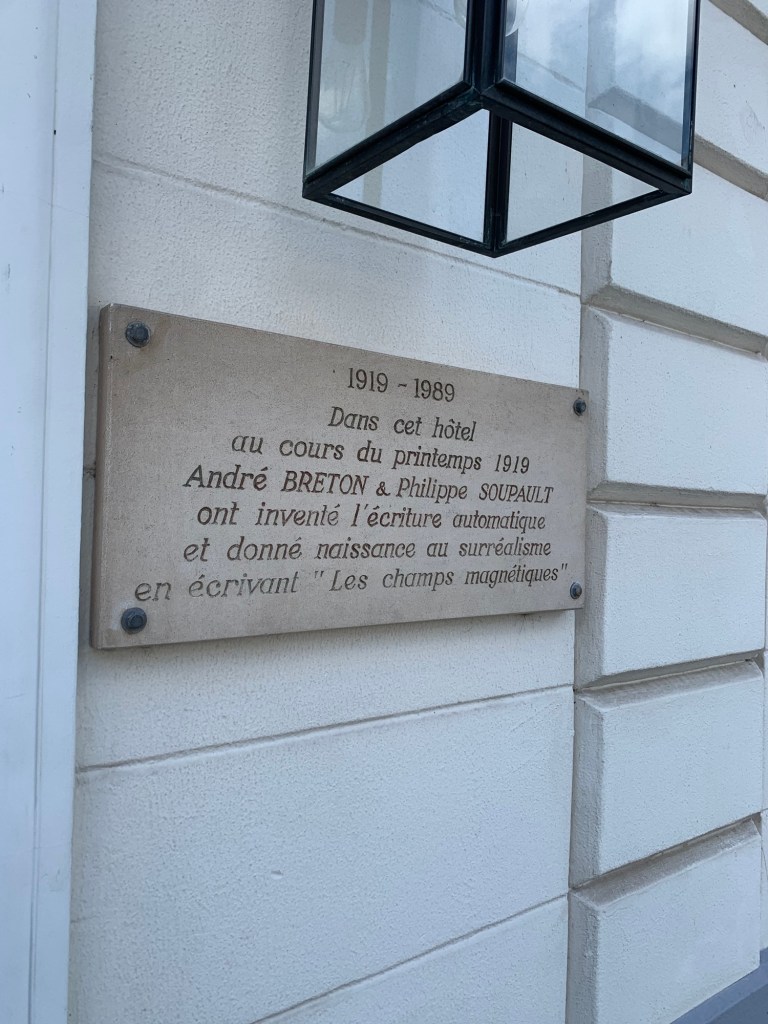 1919 - 1989
Dans cet hôtel
au cours du printemps 1919
André BRETON & Philippe SOUPAULT
ont inventé l'écriture automatique
et donné naissance au surréalisme
en écrivant "Les champs magnétiques"